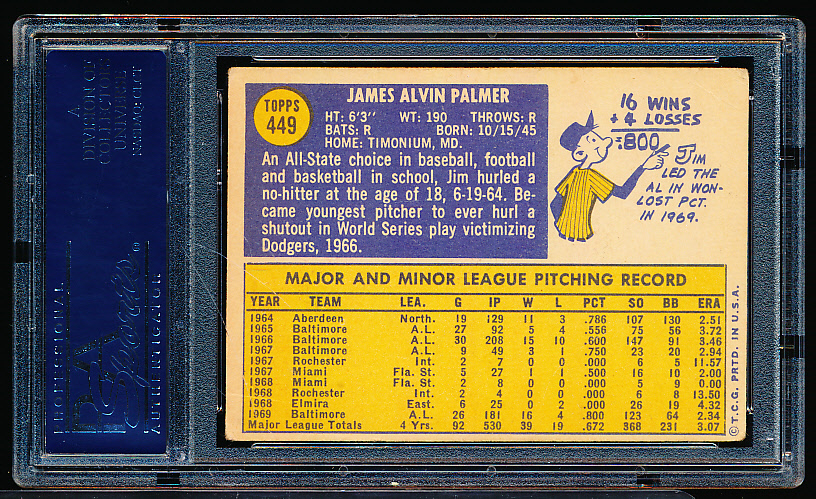 A
DIVISION OF
COLLECTORS
UNIVERSE
NASDAQ: CLCT
PROFESSIONAL
PSA
Sports
AUTHENTICATOR
®
TOPPS
449
JAMES ALVIN PALMER
HT: 6'3" WT: 190 THROWS: R
BATS: R BORN: 10/15/45
HOME: TIMONIUM, MD.
An All-State choice in baseball, football
and basketball in school, Jim hurled a
no-hitter at the age of 18, 6-19-64. Be-
came youngest pitcher to ever hurl a
shutout in World Series play victimizing
Dodgers, 1966.
16 WINS
+ 4 LOSSES
= .800
JIM
LED THE
AL IN WON-
LOST PCT.
IN 1969.
MAJOR AND MINOR LEAGUE PITCHING RECORD
YEAR TEAM LEA. G IP W L PCT SO BB ERA
1964 Aberdeen North. 19 129 11 3 .786 107 130 2.51
1965 Baltimore A.L. 27 92 5 4 .556 75 56 3.72
1966 Baltimore A.L. 30 208 15 10 .600 147 91 3.46
1967 Baltimore A.L. 9 49 3 1 .750 23 20 2.94
1967 Rochester Int. 2 7 0 0 .000 6 5 11.57
1967 Miami Fla. St. 5 27 1 1 .500 16 10 2.00
1968 Miami Fla. St. 2 8 0 0 .000 5 9 0.00
1968 Rochester Int. 2 4 0 0 .000 6 8 13.50
1968 Elmira East. 6 25 0 2 .000 26 19 4.32
1969 Baltimore A.L. 26 181 16 4 .800 123 64 2.34
Major League Totals 4 Yrs. 92 530 39 19 .672 368 231 3.07
© T.C.G. PRTD. IN U.S.A.